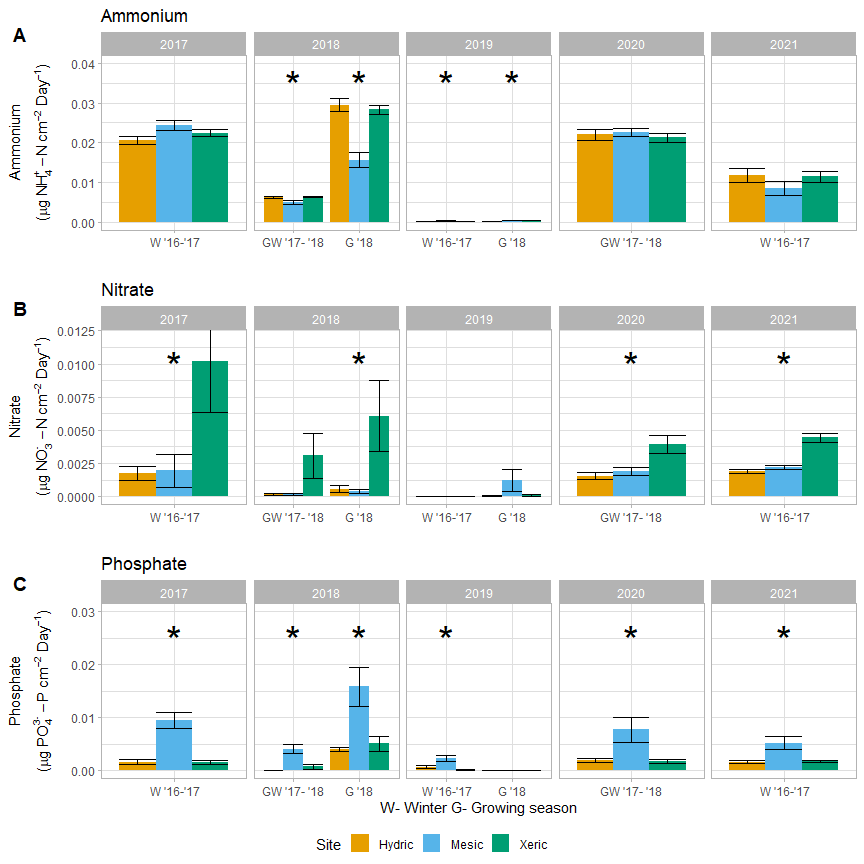 Ammonium
A
2017 2018 2019 2020 2021
* * * *
0.04
0.03
0.02
0.01
0.00
Ammonium
(µg NH₄⁺ – N cm⁻² Day⁻¹)
W '16-'17 GW '17- '18 G '18 W '16-'17 G '18 GW '17- '18 W '16-'17
Nitrate
B
2017 2018 2019 2020 2021
* * * *
0.0125
0.0100
0.0075
0.0050
0.0025
0.0000
Nitrate
(µg NO₃⁻ – N cm⁻² Day⁻¹)
W '16-'17 GW '17- '18 G '18 W '16-'17 G '18 GW '17- '18 W '16-'17
Phosphate
C
2017 2018 2019 2020 2021
* * * * * *
0.03
0.02
0.01
0.00
Phosphate
(µg PO₄³⁻ – P cm⁻² Day⁻¹)
W '16-'17 GW '17- '18 G '18 W '16-'17 G '18 GW '17- '18 W '16-'17
W- Winter G- Growing season
Site Hydric Mesic Xeric